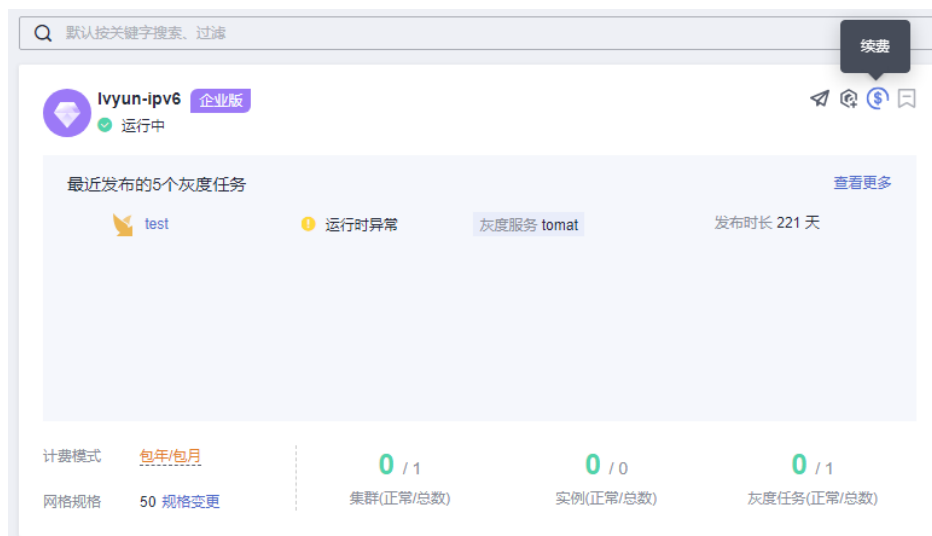 默认按关键字搜索、过滤
续费
lvyun-ipv6 企业版
运行中
最近发布的5个灰度任务 查看更多
test 运行时异常 灰度服务 tomat 发布时长 221 天
计费模式 包年/包月
网格规格 50 规格变更
0 / 1 0 / 0 0 / 1
集群(正常/总数) 实例(正常/总数) 灰度任务(正常/总数)